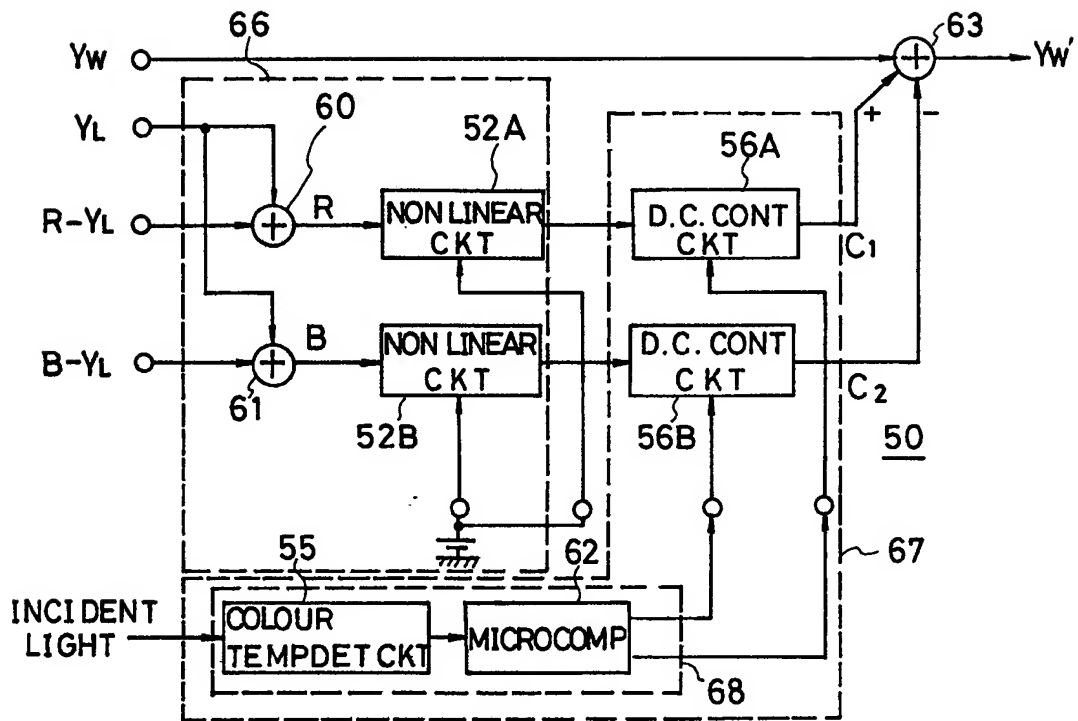 66
63
YW
YW'
YL
60
52A
56A
+
-
+
R-YL
+
R
NON LINEAR
CKT
D.C. CONT
CKT
C1
B-YL
+
B
NON LINEAR
CKT
D.C. CONT
CKT
C2
61
52B
56B
50
55
62
67
INCIDENT
LIGHT
COLOUR
TEMPDET CKT
MICROCOMP
68